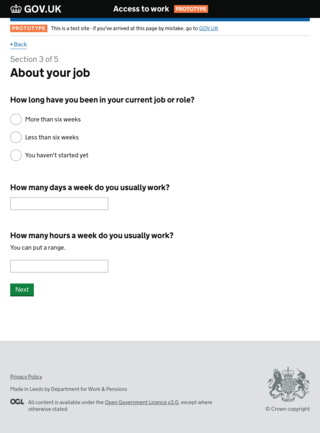 GOV.UK Access to work PROTOTYPE
PROTOTYPE This is a test site - if you've arrived at this page by mistake, go to GOV.UK
Back
Section 3 of 5
About your job
How long have you been in your current job or role?
More than six weeks
Less than six weeks
You haven't started yet
How many days a week do you usually work?
How many hours a week do you usually work?
You can put a range.
Next
Privacy Policy
Made in Leeds by Department for Work & Pensions
OGL All content is available under the Open Government Licence v3.0, except where
otherwise stated
© Crown copyright